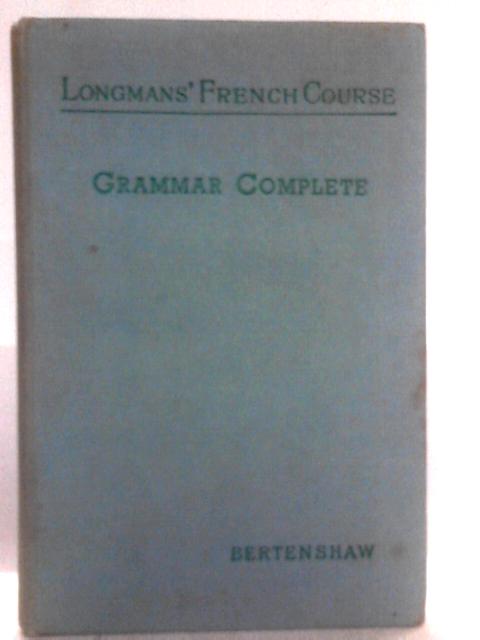 LONGMANS' FRENCH COURSE
GRAMMAR COMPLETE
BERTENSHAW